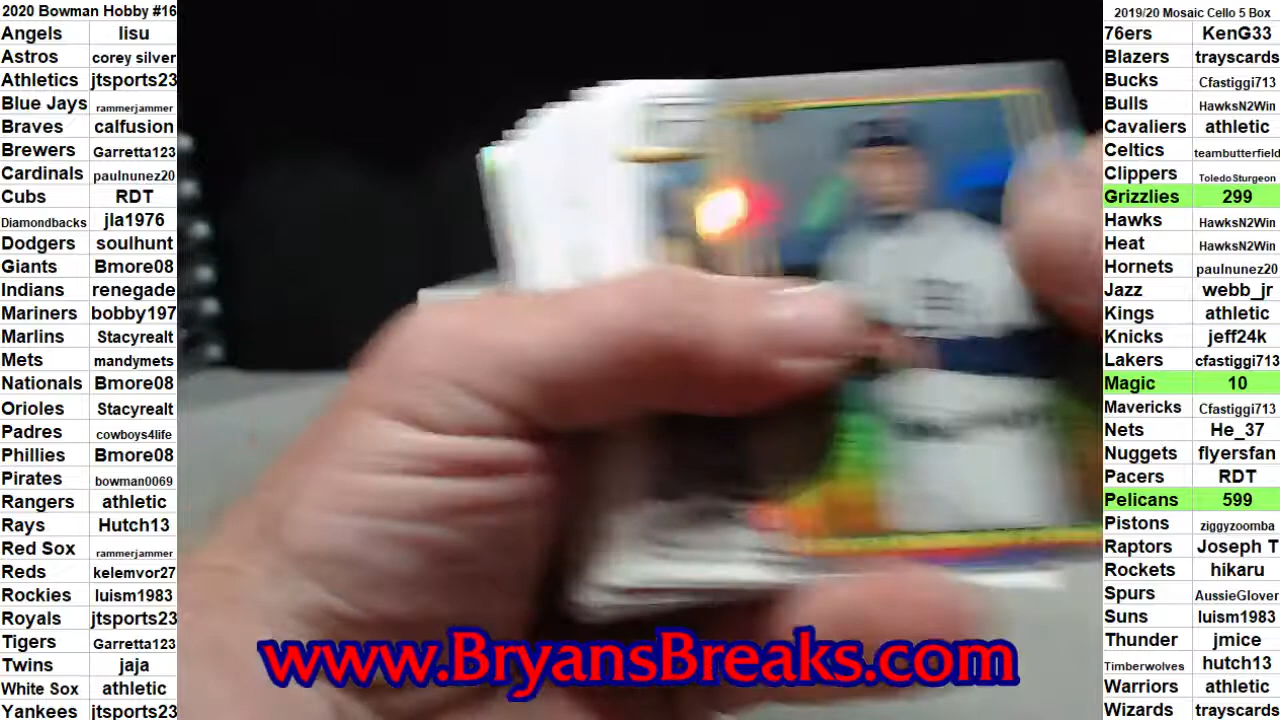 2020 Bowman Hobby #16
Angels lisu
Astros corey silver
Athletics jtsports23
Blue Jays rammerjammer
Braves calfusion
Brewers Garretta123
Cardinals paulnunez20
Cubs RDT
Diamondbacks jla1976
Dodgers soulhunt
Giants Bmore08
Indians renegade
Mariners bobby197
Marlins Stacyrealt
Mets mandymets
Nationals Bmore08
Orioles Stacyrealt
Padres cowboys4life
Phillies Bmore08
Pirates bowman0069
Rangers athletic
Rays Hutch13
Red Sox rammerjammer
Reds kelemvor27
Rockies luism1983
Royals jtsports23
Tigers Garretta123
Twins jaja
White Sox athletic
Yankees jtsports23
www.BryansBreaks.com
2019/20 Mosaic Cello 5 Box
76ers KenG33
Blazers trayscards
Bucks Cfastiggi713
Bulls HawksN2Win
Cavaliers athletic
Celtics teambutterfield
Clippers ToledoSturgeon
Grizzlies 299
Hawks HawksN2Win
Heat HawksN2Win
Hornets paulnunez20
Jazz webb_jr
Kings athletic
Knicks jeff24k
Lakers cfastiggi713
Magic 10
Mavericks Cfastiggi713
Nets He_37
Nuggets flyersfan
Pacers RDT
Pelicans 599
Pistons ziggyzoomba
Raptors Joseph T
Rockets hikaru
Spurs AussieGlover
Suns luism1983
Thunder jmice
Timberwolves hutch13
Warriors athletic
Wizards trayscards